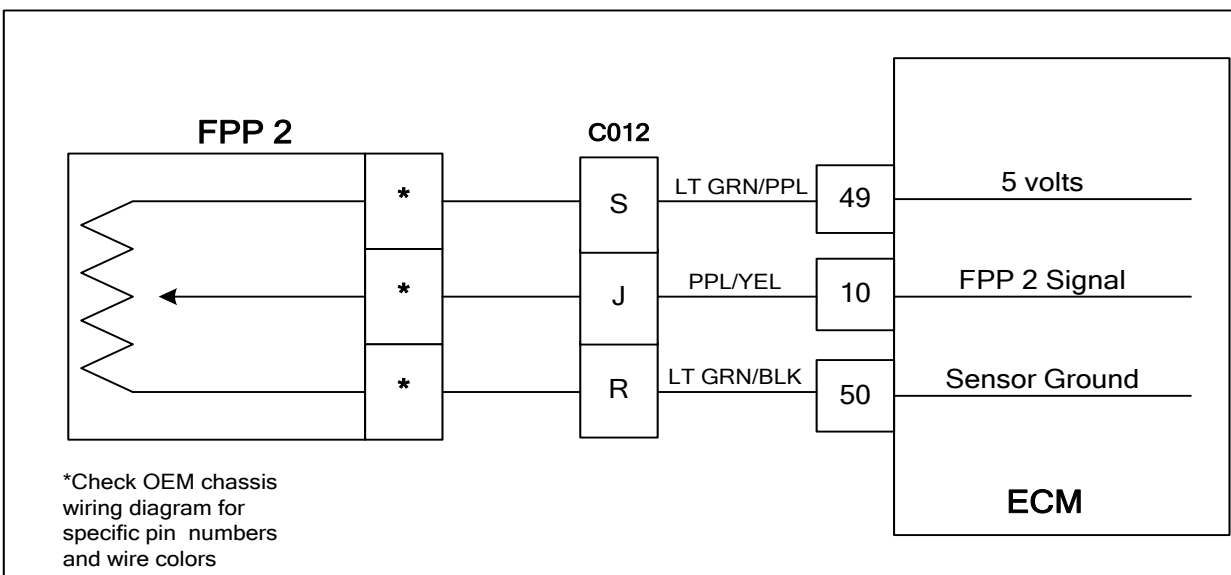 FPP 2
C012
ECM
*
S
LT GRN/PPL
49
5 volts
*
J
PPL/YEL
10
FPP 2 Signal
*
R
LT GRN/BLK
50
Sensor Ground
*Check OEM chassis
wiring diagram for
specific pin numbers
and wire colors